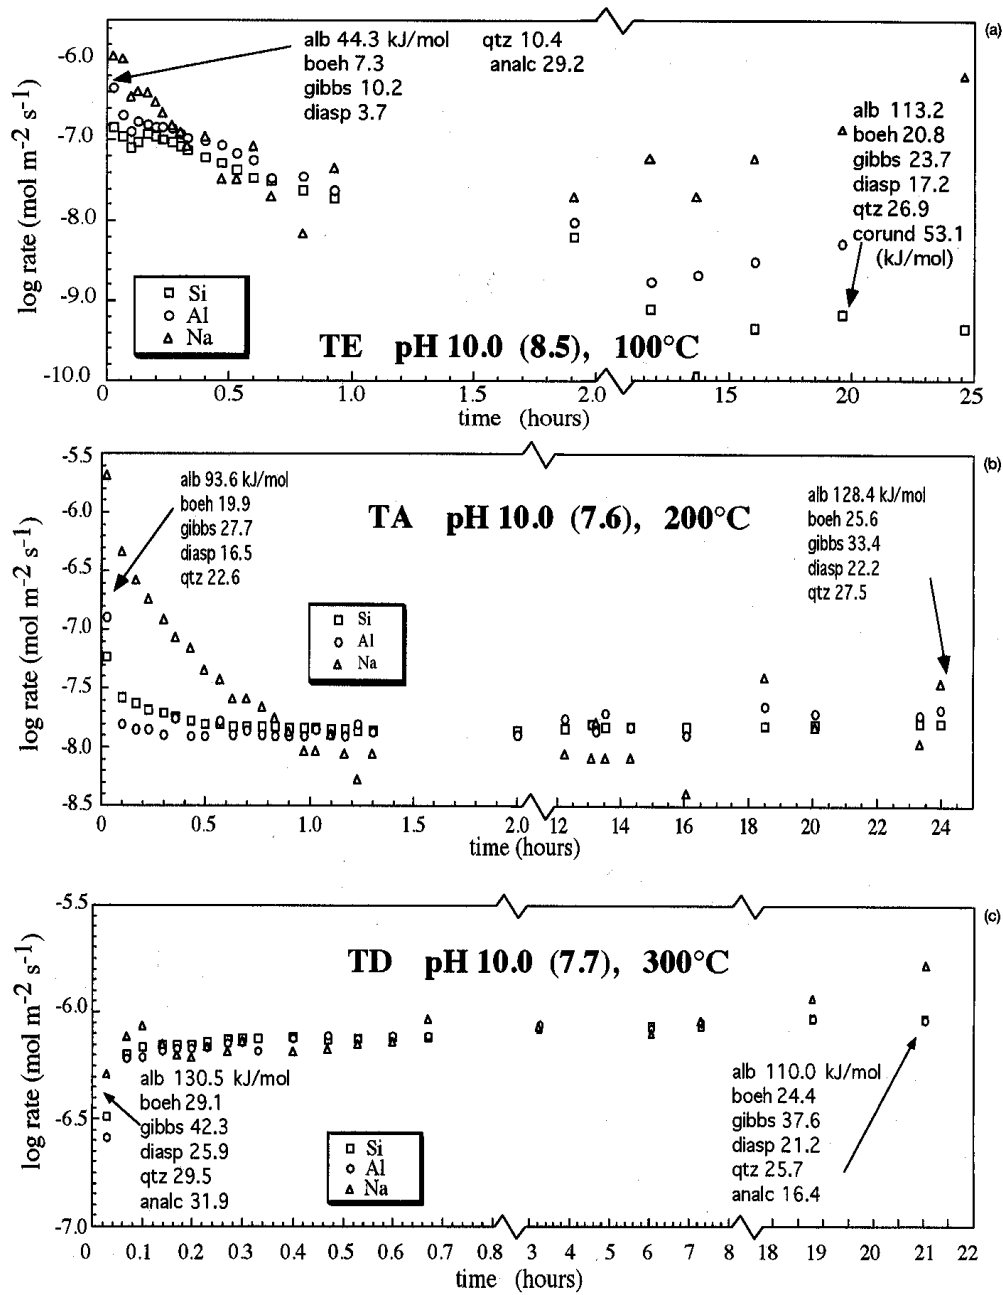 (a)
alb 44.3 kJ/mol qtz 10.4
boeh 7.3 analc 29.2
gibbs 10.2
diasp 3.7
alb 113.2
boeh 20.8
gibbs 23.7
diasp 17.2
qtz 26.9
corund 53.1
(kJ/mol)
log rate (mol m⁻² s⁻¹)
-6.0
-7.0
-8.0
-9.0
-10.0
Si
Al
Na
TE pH 10.0 (8.5), 100°C
0 0.5 1.0 1.5 2.0 15 20 25
time (hours)
(b)
alb 93.6 kJ/mol
boeh 19.9
gibbs 27.7
diasp 16.5
qtz 22.6
TA pH 10.0 (7.6), 200°C
alb 128.4 kJ/mol
boeh 25.6
gibbs 33.4
diasp 22.2
qtz 27.5
log rate (mol m⁻² s⁻¹)
-5.5
-6.0
-6.5
-7.0
-7.5
-8.0
-8.5
Si
Al
Na
0 0.5 1.0 1.5 2.0 12 14 16 18 20 22 24
time (hours)
(c)
TD pH 10.0 (7.7), 300°C
log rate (mol m⁻² s⁻¹)
-5.5
-6.0
-6.5
-7.0
alb 130.5 kJ/mol
boeh 29.1
gibbs 42.3
diasp 25.9
qtz 29.5
analc 31.9
Si
Al
Na
alb 110.0 kJ/mol
boeh 24.4
gibbs 37.6
diasp 21.2
qtz 25.7
analc 16.4
0 0.1 0.2 0.3 0.4 0.5 0.6 0.7 0.8 3 4 5 6 7 8 18 19 20 21 22
time (hours)